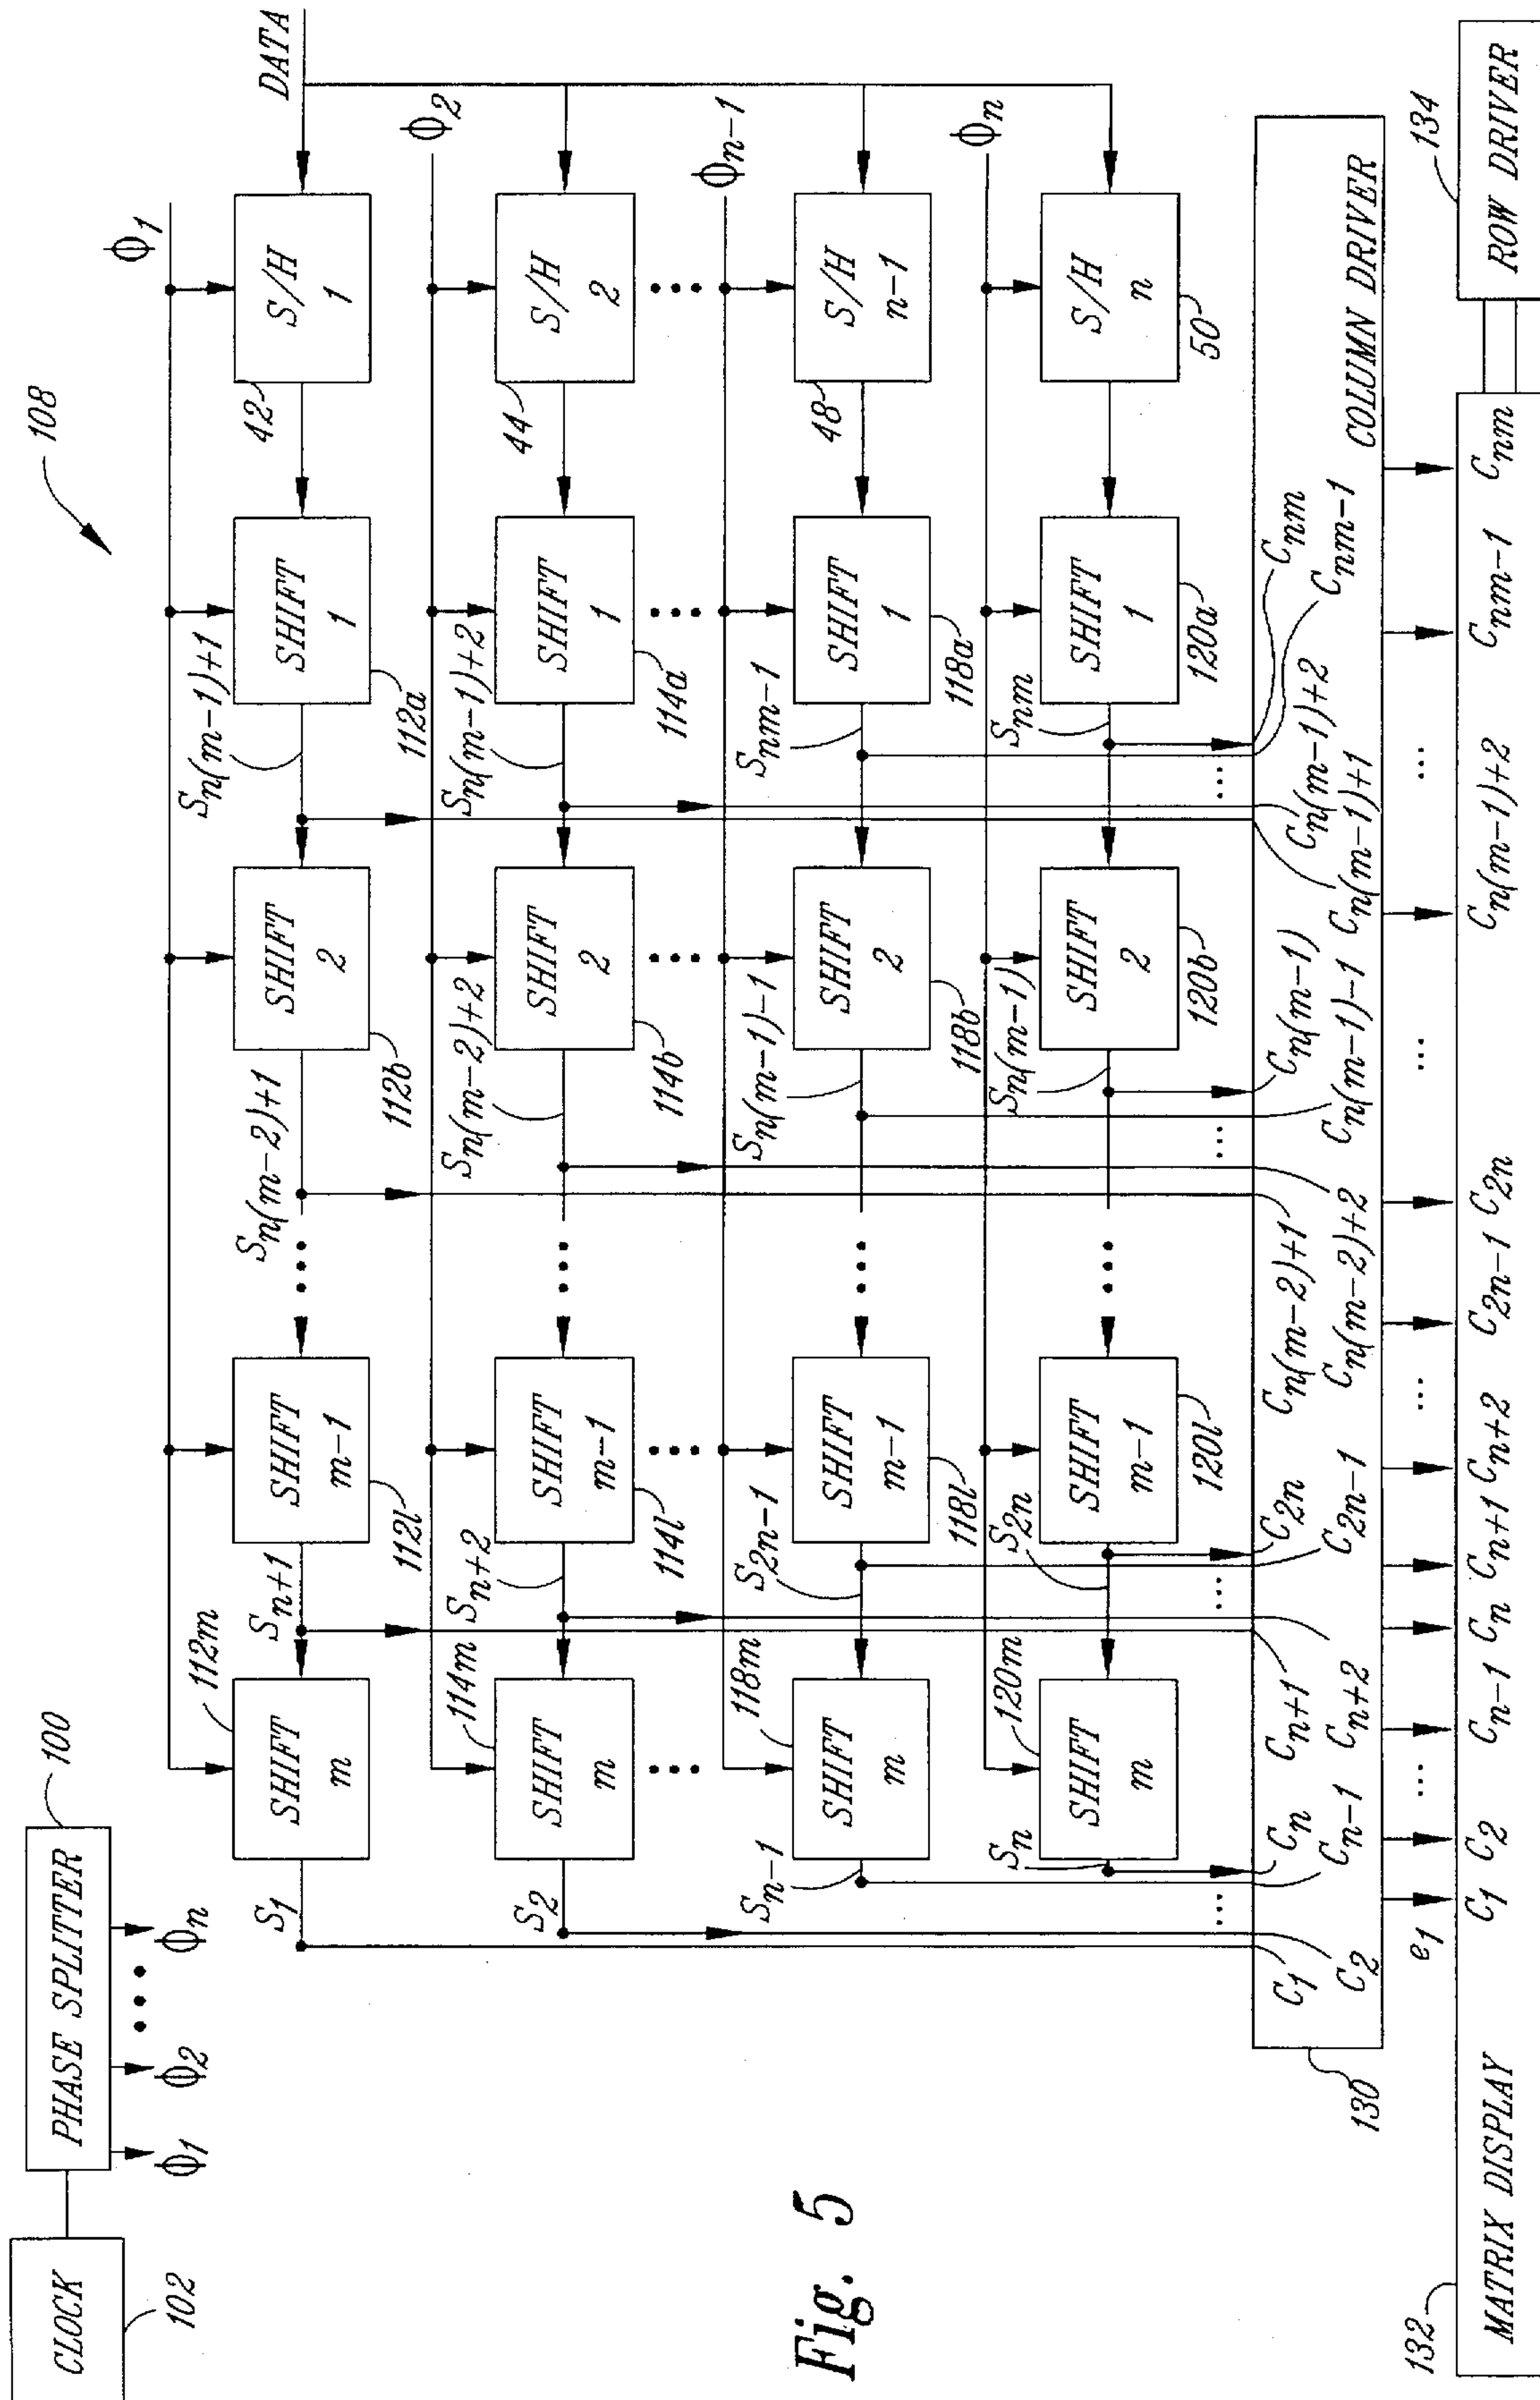 CLOCK
102
PHASE SPLITTER
100
ϕ1
ϕ2
...
ϕn
108
DATA
ϕ1
SHIFT m
112m
SHIFT m-1
112l
...
SHIFT 2
112b
SHIFT 1
112a
S/H 1
42
S1
Sn+1
Sn(m-2)+1
Sn(m-1)+1
ϕ2
SHIFT m
114m
SHIFT m-1
114l
...
SHIFT 2
114b
SHIFT 1
114a
S/H 2
44
S2
Sn+2
Sn(m-2)+2
Sn(m-1)+2
...
...
...
...
...
ϕn-1
SHIFT m
118m
SHIFT m-1
118l
...
SHIFT 2
118b
SHIFT 1
118a
S/H n-1
48
Sn-1
S2n-1
Sn(m-1)-1
Snm-1
ϕn
SHIFT m
120m
SHIFT m-1
120l
...
SHIFT 2
120b
SHIFT 1
120a
S/H n
50
Sn
S2n
Sn(m-1)
Snm
...
...
...
...
C1
C2
Cn
Cn-1
Cn+1
Cn+2
C2n
C2n-1
Cn(m-2)+1
Cn(m-2)+2
Cn(m-1)
Cn(m-1)-1
Cn(m-1)+1
Cn(m-1)+2
Cnm
Cnm-1
COLUMN DRIVER
130
e1
132
MATRIX DISPLAY
C1 C2 ... Cn-1 Cn Cn+1 Cn+2 ... C2n-1 C2n ... Cn(m-1)+2 ... Cnm-1 Cnm
134
ROW DRIVER
Fig. 5